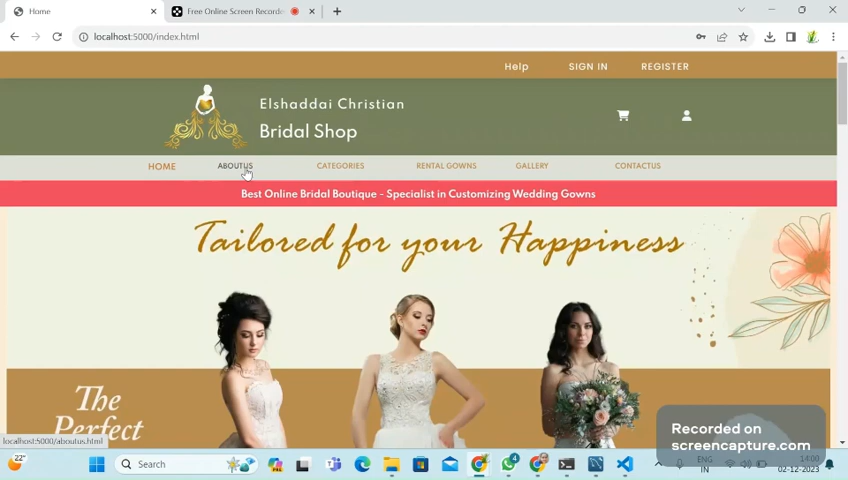 Home
Free Online Screen Recorde
localhost:5000/index.html
Help SIGN IN REGISTER
Elshaddai Christian
Bridal Shop
HOME ABOUTUS CATEGORIES RENTAL GOWNS GALLERY CONTACTUS
Best Online Bridal Boutique - Specialist in Customizing Wedding Gowns
Tailored for your Happiness
The
Perfect
Recorded on
screencapture.com
localhost:5000/aboutus.html
22°
Search
4
ENG
IN
14:00
02-12-2023